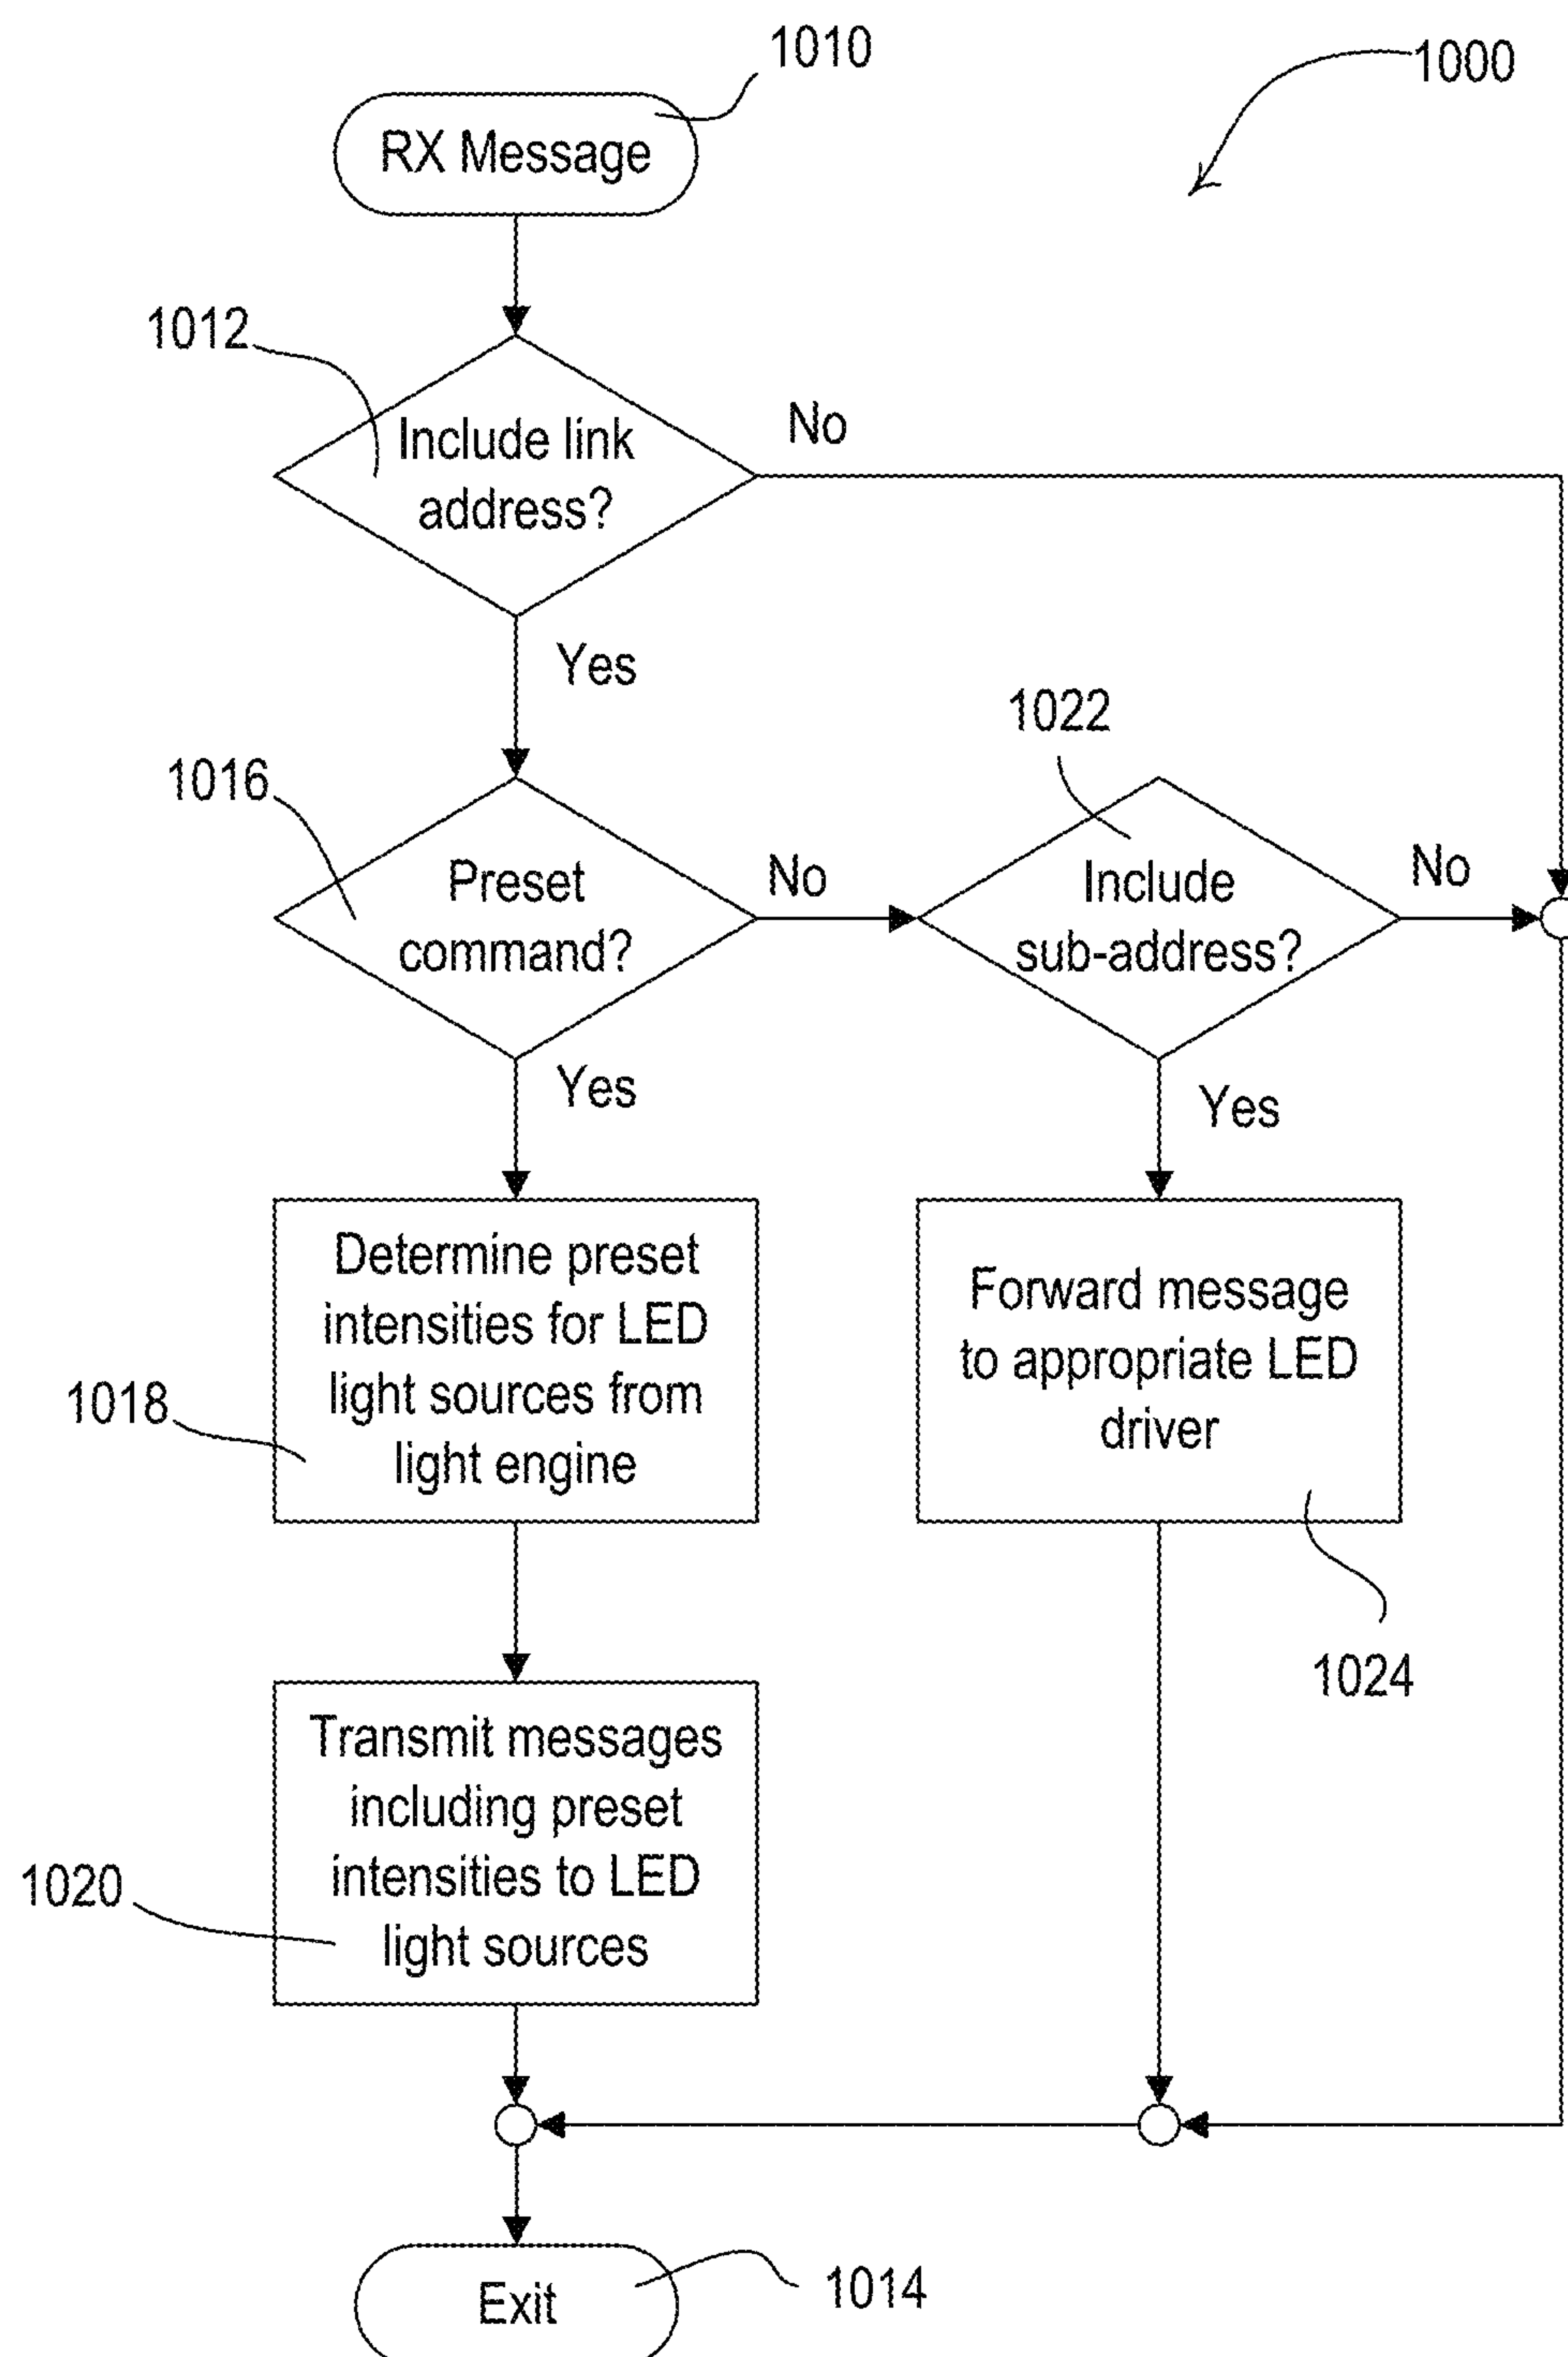 1010
1000
RX Message
1012
Include link
address?
No
Yes
1016
Preset
command?
No
1022
Include
sub-address?
No
Yes
Yes
Determine preset
intensities for LED
light sources from
light engine
1018
Forward message
to appropriate LED
driver
1024
Transmit messages
including preset
intensities to LED
light sources
1020
Exit
1014